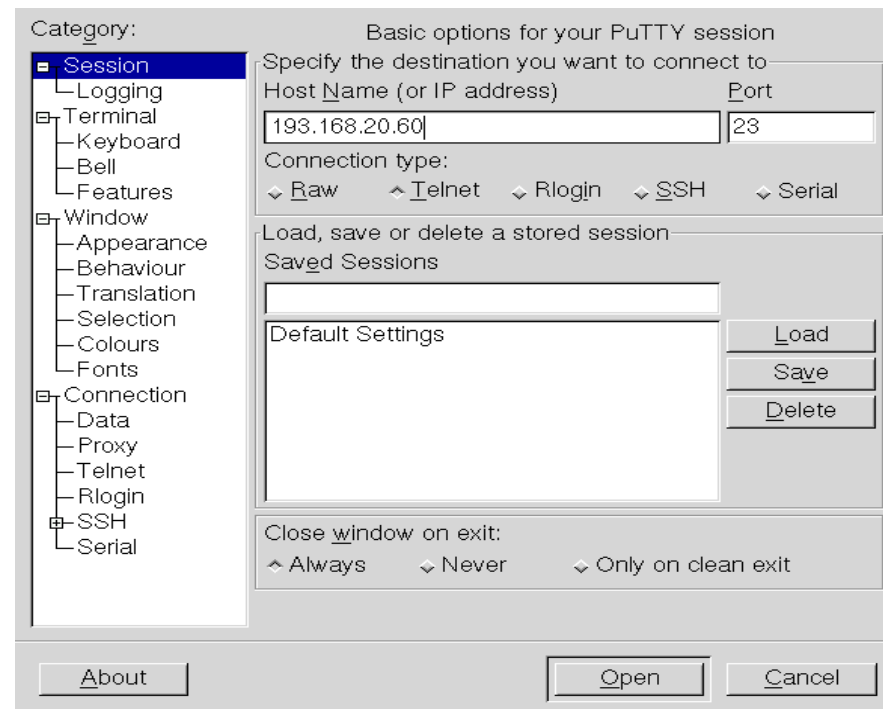 Category:
Session
Logging
Terminal
Keyboard
Bell
Features
Window
Appearance
Behaviour
Translation
Selection
Colours
Fonts
Connection
Data
Proxy
Telnet
Rlogin
SSH
Serial
Basic options for your PuTTY session
Specify the destination you want to connect to
Host Name (or IP address) Port
193.168.20.60 23
Connection type:
Raw Telnet Rlogin SSH Serial
Load, save or delete a stored session
Saved Sessions
Default Settings
Load
Save
Delete
Close window on exit:
Always Never Only on clean exit
About Open Cancel